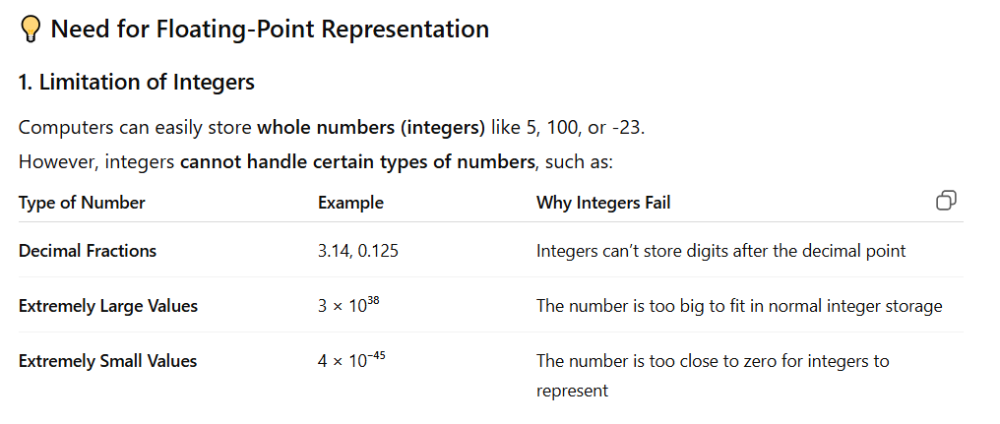 💡 Need for Floating-Point Representation
1. Limitation of Integers
Computers can easily store whole numbers (integers) like 5, 100, or -23.
However, integers cannot handle certain types of numbers, such as:
Type of Number Example Why Integers Fail
Decimal Fractions 3.14, 0.125 Integers can’t store digits after the decimal point
Extremely Large Values 3 × 10³⁸ The number is too big to fit in normal integer storage
Extremely Small Values 4 × 10⁻⁴⁵ The number is too close to zero for integers to
represent